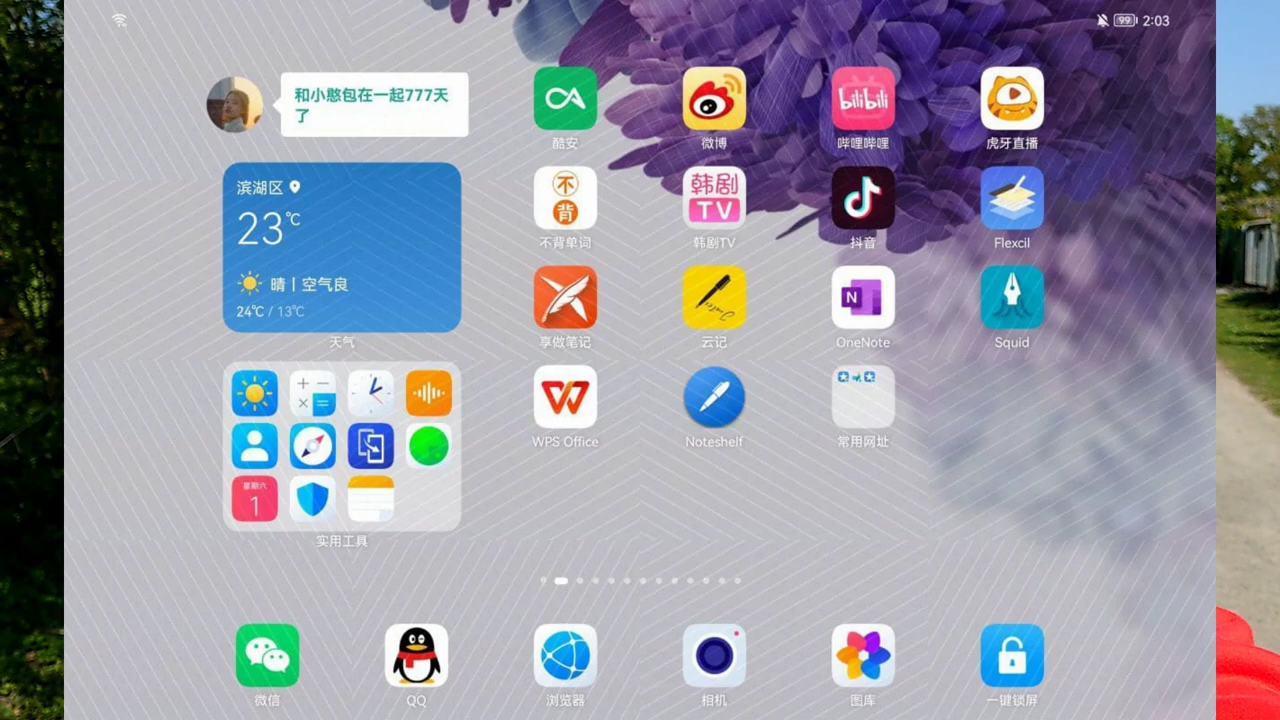 99 2:03
和小憨包在一起777天
了
滨湖区
23℃
晴 | 空气良
24℃ / 13℃
天气
星期六
1
实用工具
酷安
微博
bilibili
哔哩哔哩
虎牙直播
不
背
不背单词
韩剧
TV
韩剧TV
抖音
Flexcil
享做笔记
云记
N
OneNote
Squid
WPS Office
Noteshelf
常用网址
微信
QQ
浏览器
相机
图库
一键锁屏